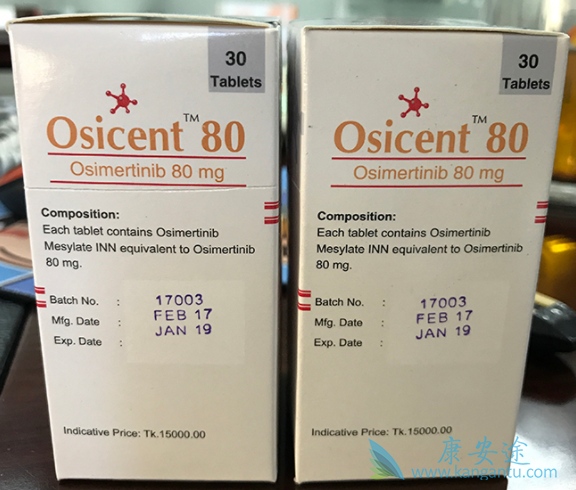 30
Tablets
Osicent™ 80
Osimertinib 80 mg
Composition:
Each tablet contains Osimertinib
Mesylate INN equivalent to Osimertinib
80 mg.
Batch No. : 17003
Mfg. Date : FEB 17
Exp. Date : JAN 19
Indicative Price: Tk.15000.00
30
Tablets
Osicent™ 80
Osimertinib 80 mg
Composition:
Each tablet contains Osimertinib
Mesylate INN equivalent to Osimertinib
80 mg.
Batch No. : 17003
Mfg. Date : FEB 17
Exp. Date : JAN 19
Indicative Price: Tk.15000.00
康安途
www.kangantu.com